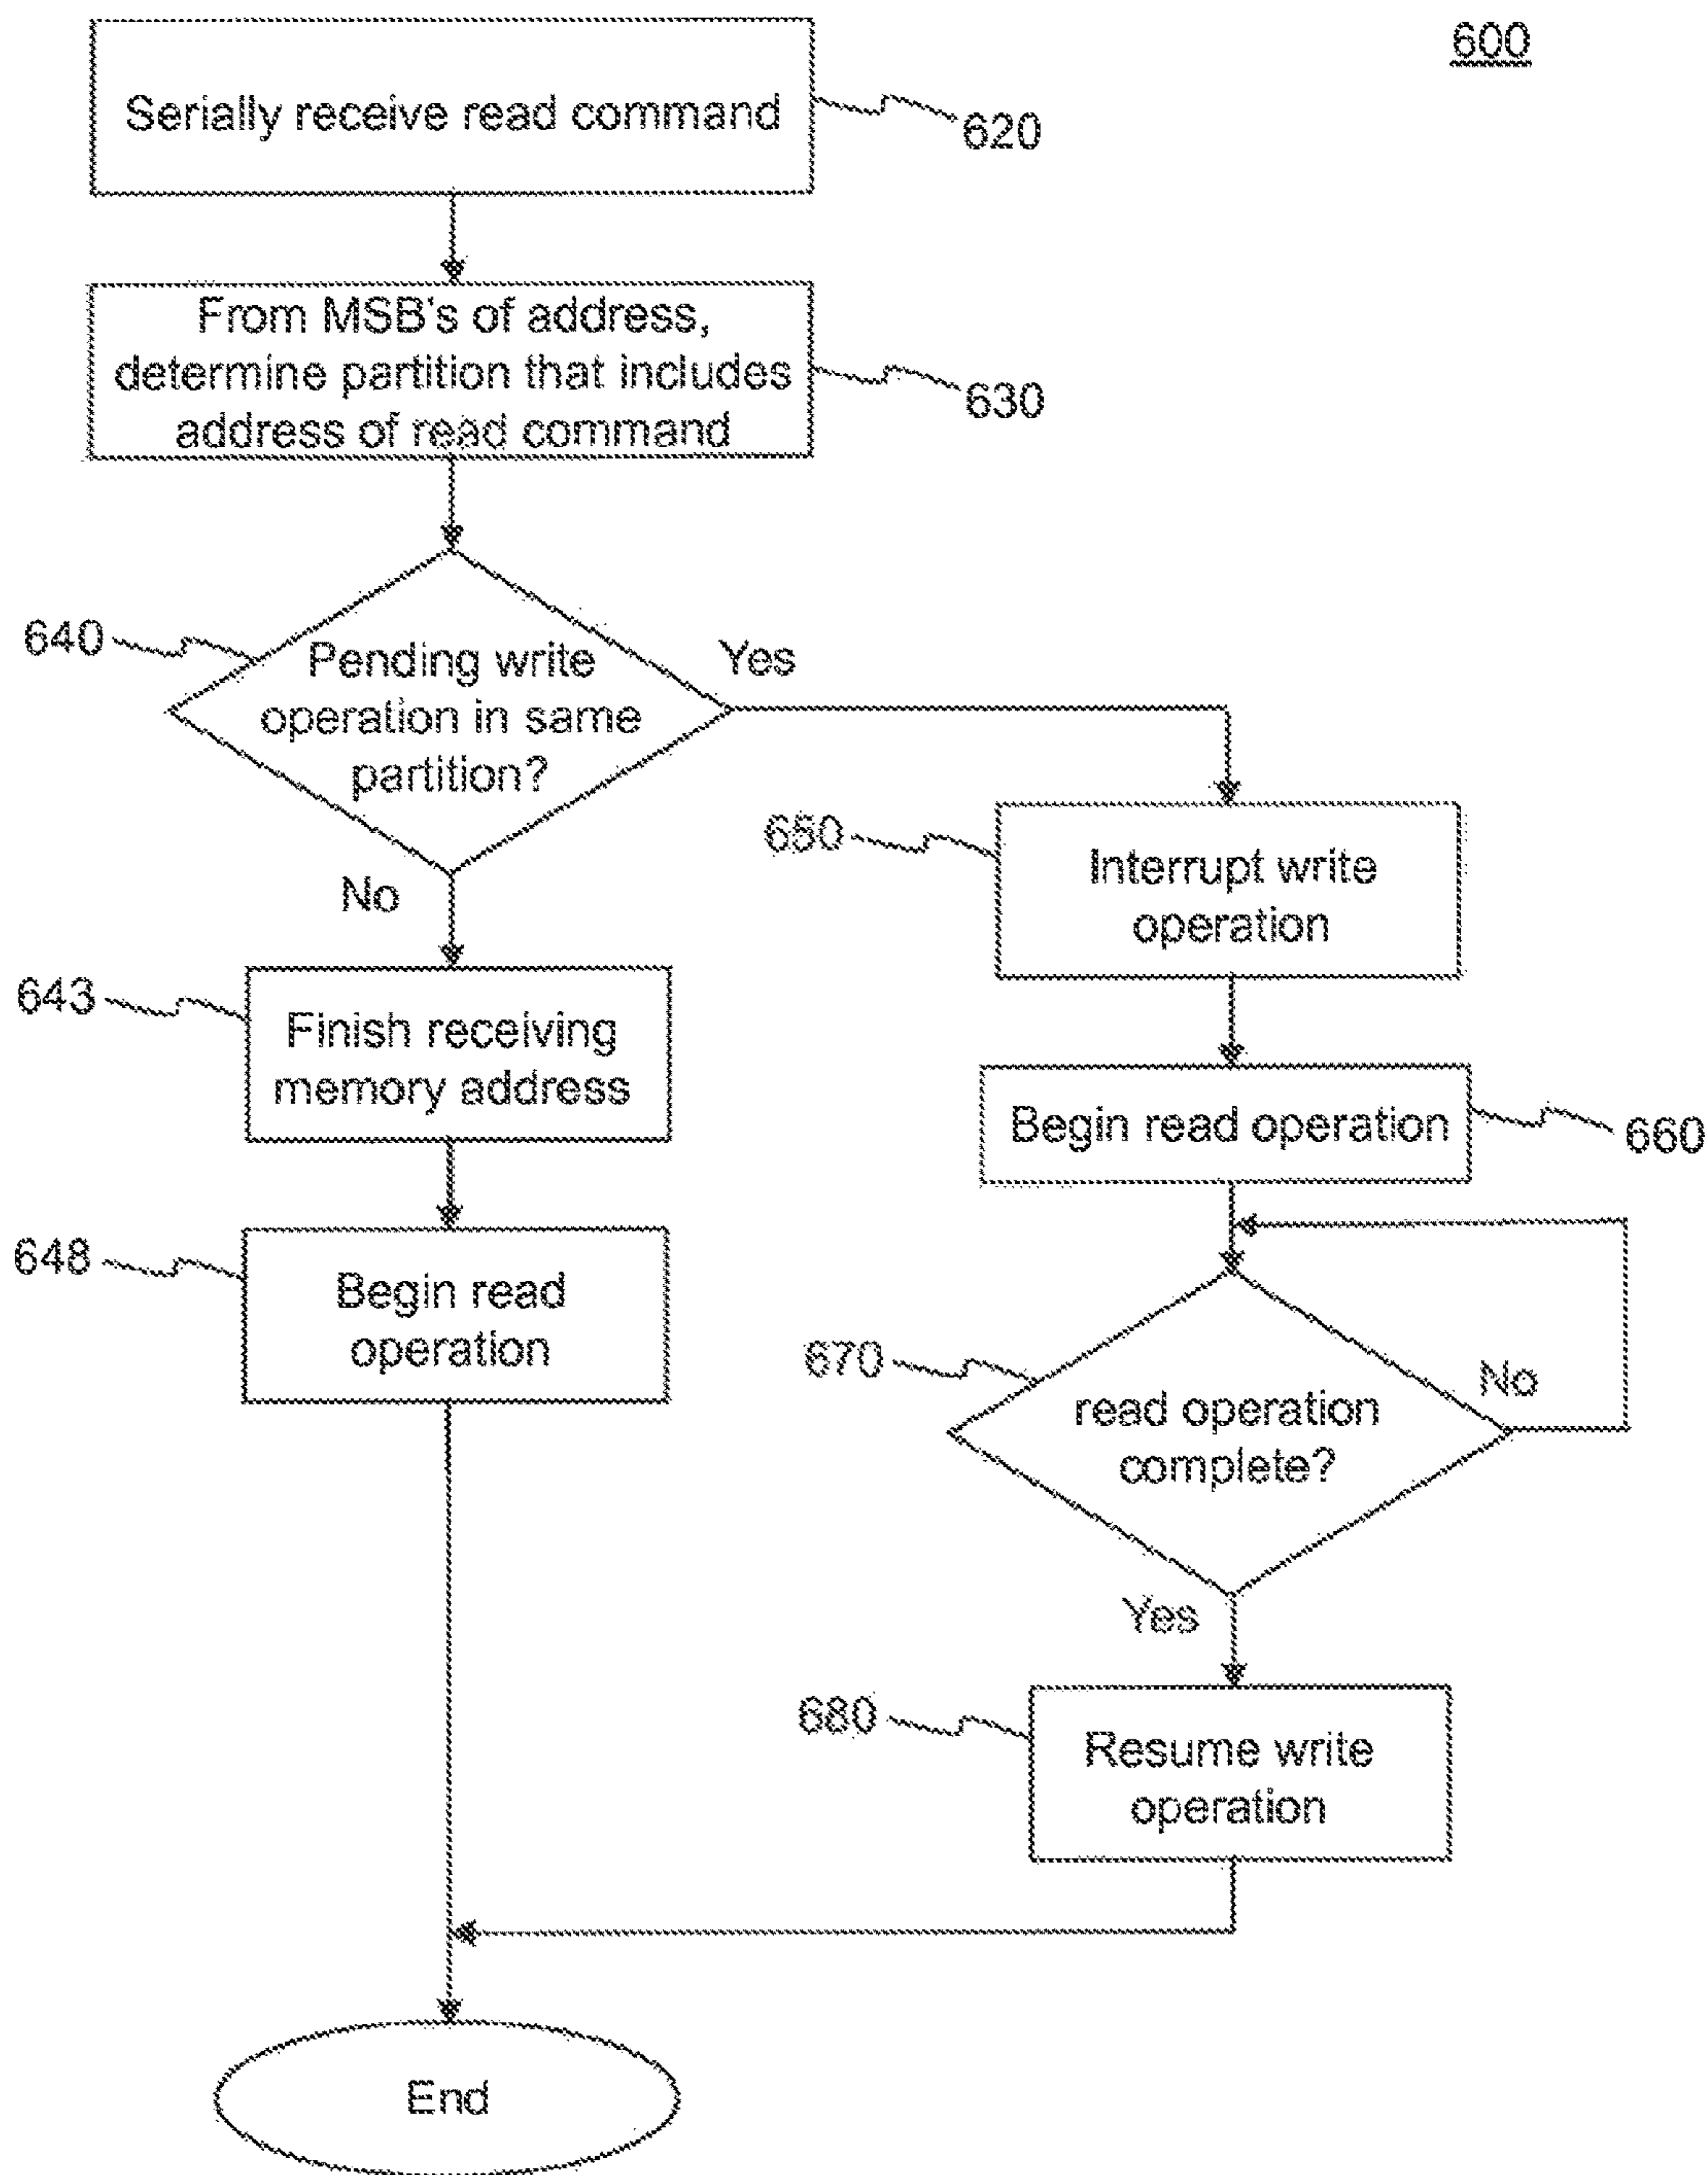 600
Serially receive read command
620
From MSB's of address,
determine partition that includes
address of read command
630
640
Pending write
operation in same
partition?
Yes
No
650
Interrupt write
operation
643
Finish receiving
memory address
Begin read operation
660
648
Begin read
operation
670
read operation
complete?
No
Yes
680
Resume write
operation
End